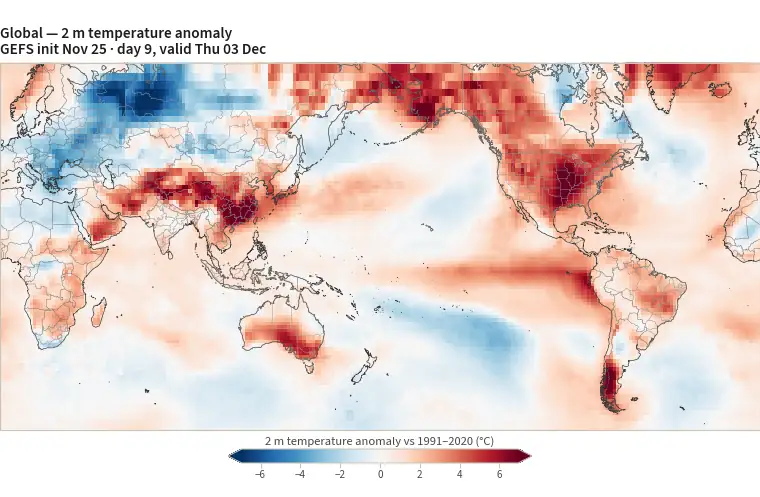 Global — 2 m temperature anomaly
GEFS init Nov 25 · day 9, valid Thu 03 Dec
2 m temperature anomaly vs 1991–2020 (°C)
−6 −4 −2 0 2 4 6